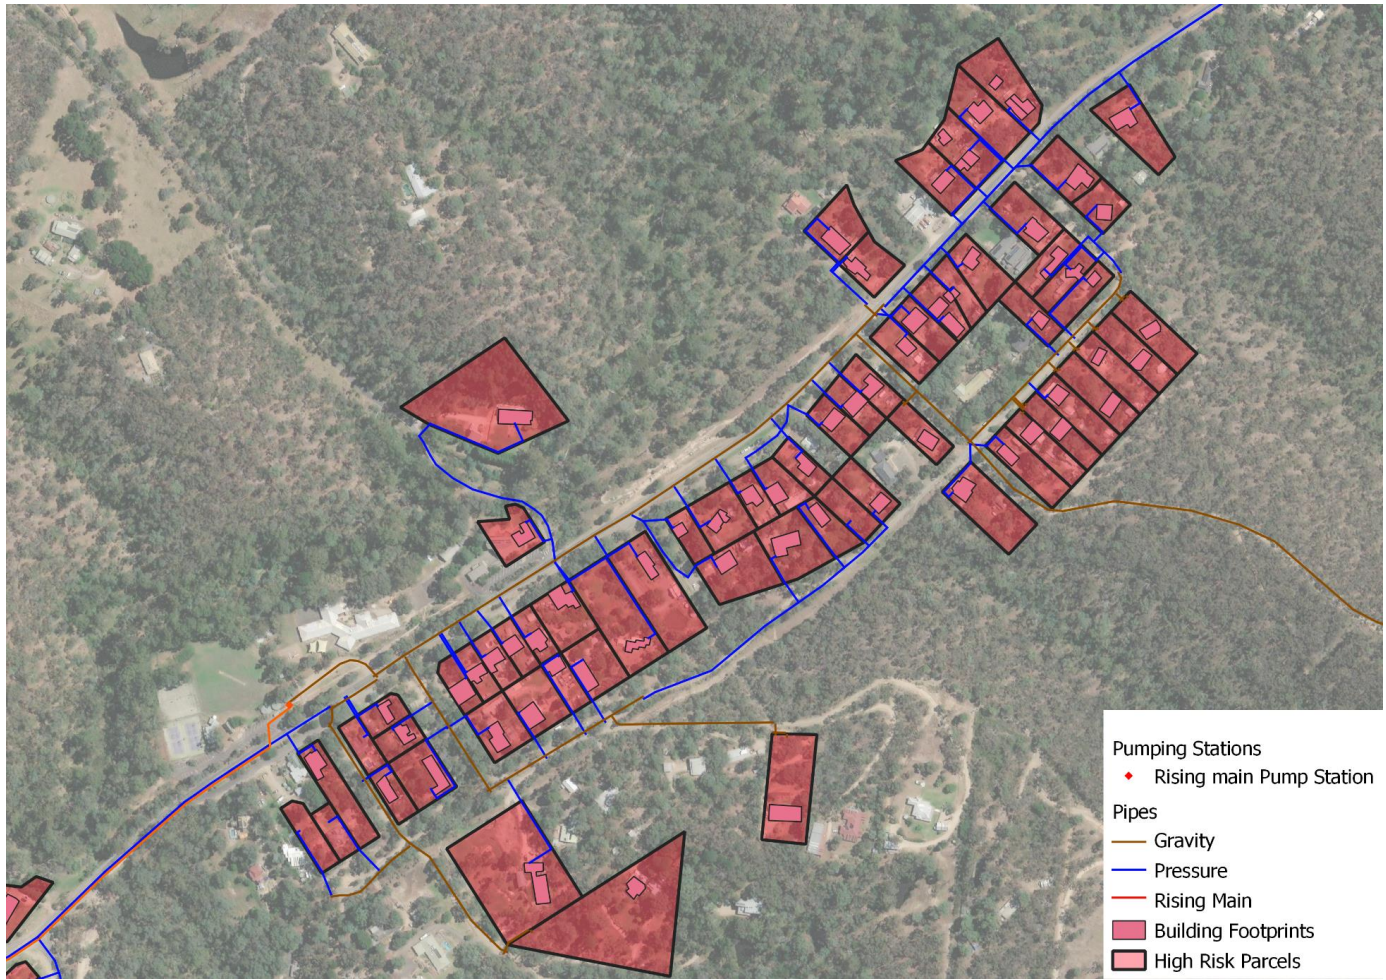 Pumping Stations
Rising main Pump Station
Pipes
Gravity
Pressure
Rising Main
Building Footprints
High Risk Parcels